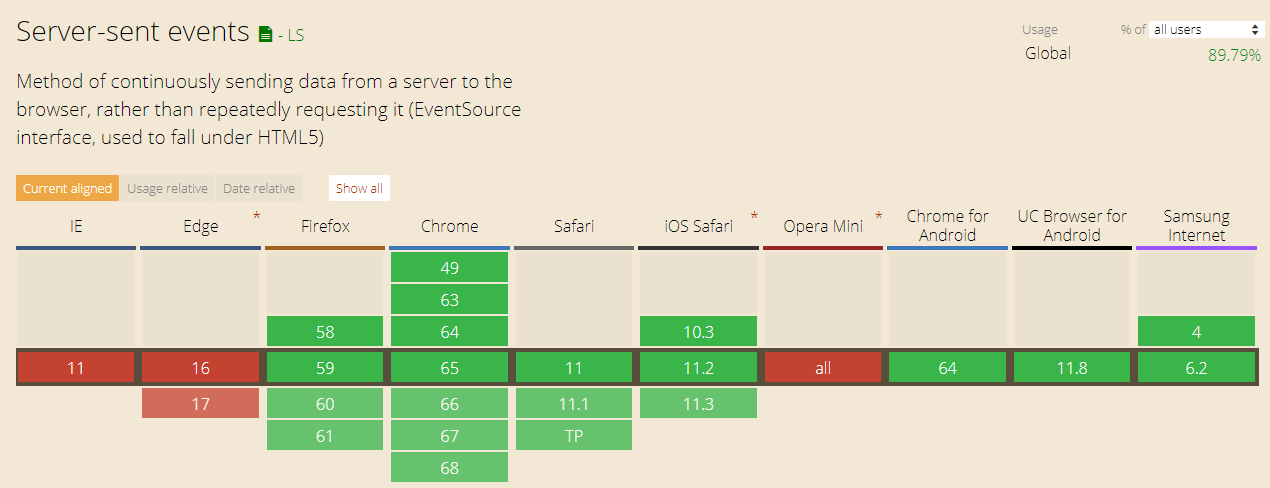 Server-sent events - LS
Usage % of all users
Global 89.79%
Method of continuously sending data from a server to the
browser, rather than repeatedly requesting it (EventSource
interface, used to fall under HTML5)
Current aligned Usage relative Date relative Show all
IE Edge * Firefox Chrome Safari iOS Safari * Opera Mini * Chrome for Android UC Browser for Android Samsung Internet
49
63
58 64 10.3 4
11 16 59 65 11 11.2 all 64 11.8 6.2
17 60 66 11.1 11.3
61 67 TP
68